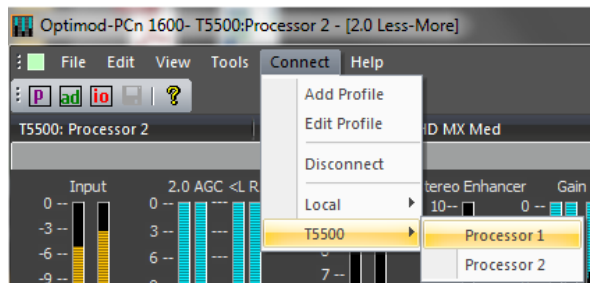 Optimod-PCn 1600- T5500:Processor 2 - [2.0 Less-More]
File Edit View Tools Connect Help
P ad io ?
Add Profile
Edit Profile
T5500: Processor 2 HD MX Med
Disconnect
Input 2.0 AGC <L R tereo Enhancer Gain
Local
0 -- 0 -- --- 10-- 0 --
-3 -- 3 -- ---
T5500 Processor 1
-6 -- 6 -- ---
Processor 2
-9 -- 7 --